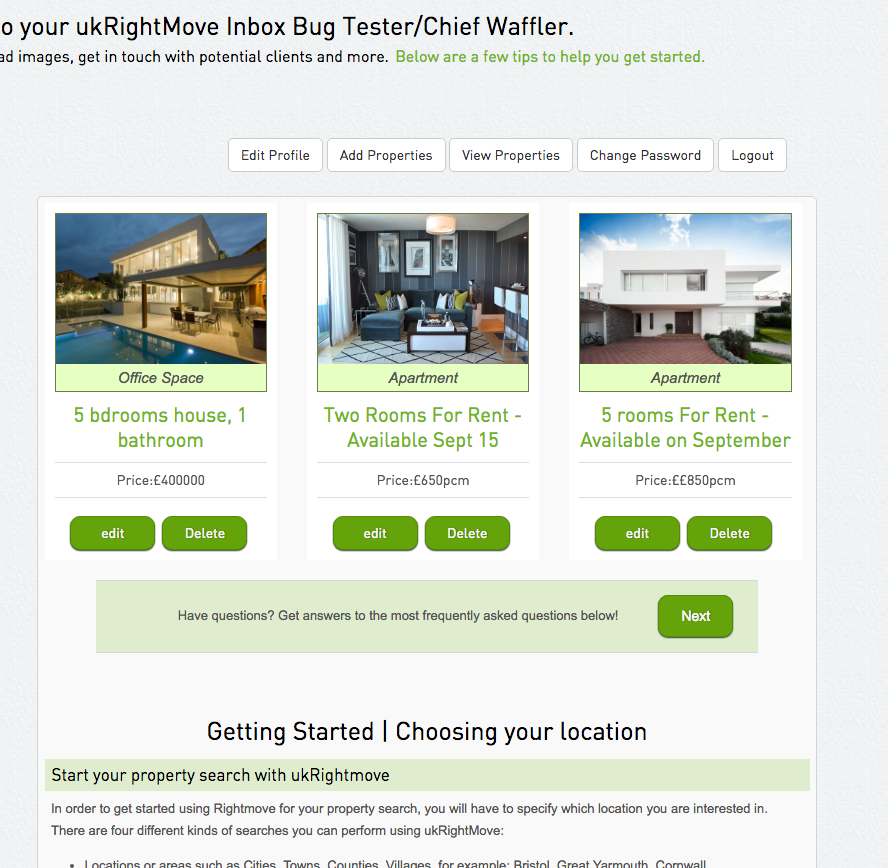 o your ukRightMove Inbox Bug Tester/Chief Waffler.
ad images, get in touch with potential clients and more. Below are a few tips to help you get started.
Edit Profile Add Properties View Properties Change Password Logout
Office Space
5 bdrooms house, 1
bathroom
Price:£400000
edit Delete
Apartment
Two Rooms For Rent -
Available Sept 15
Price:£650pcm
edit Delete
Apartment
5 rooms For Rent -
Available on September
Price:££850pcm
edit Delete
Have questions? Get answers to the most frequently asked questions below! Next
Getting Started | Choosing your location
Start your property search with ukRightmove
In order to get started using Rightmove for your property search, you will have to specify which location you are interested in.
There are four different kinds of searches you can perform using ukRightMove:
• Locations or areas such as Cities, Towns, Counties, Villages, for example: Bristol, Great Yarmouth, Cornwall